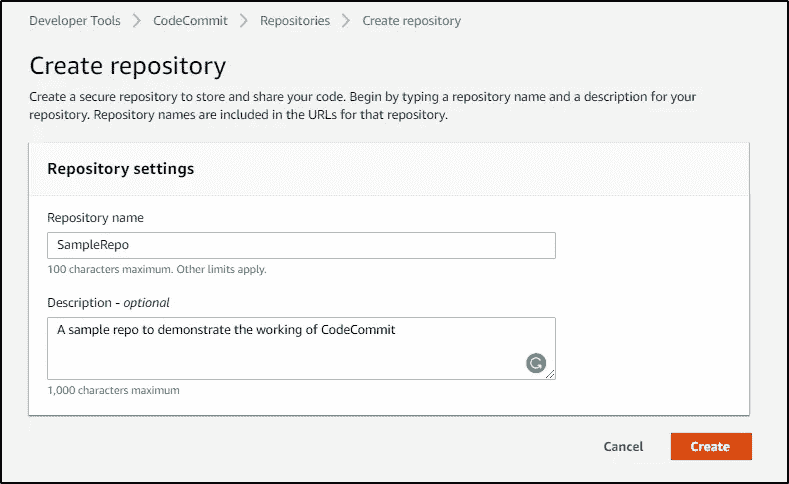 Developer Tools > CodeCommit > Repositories > Create repository
Create repository
Create a secure repository to store and share your code. Begin by typing a repository name and a description for your
repository. Repository names are included in the URLs for that repository.
Repository settings
Repository name
SampleRepo
100 characters maximum. Other limits apply.
Description - optional
A sample repo to demonstrate the working of CodeCommit
1,000 characters maximum
Cancel Create